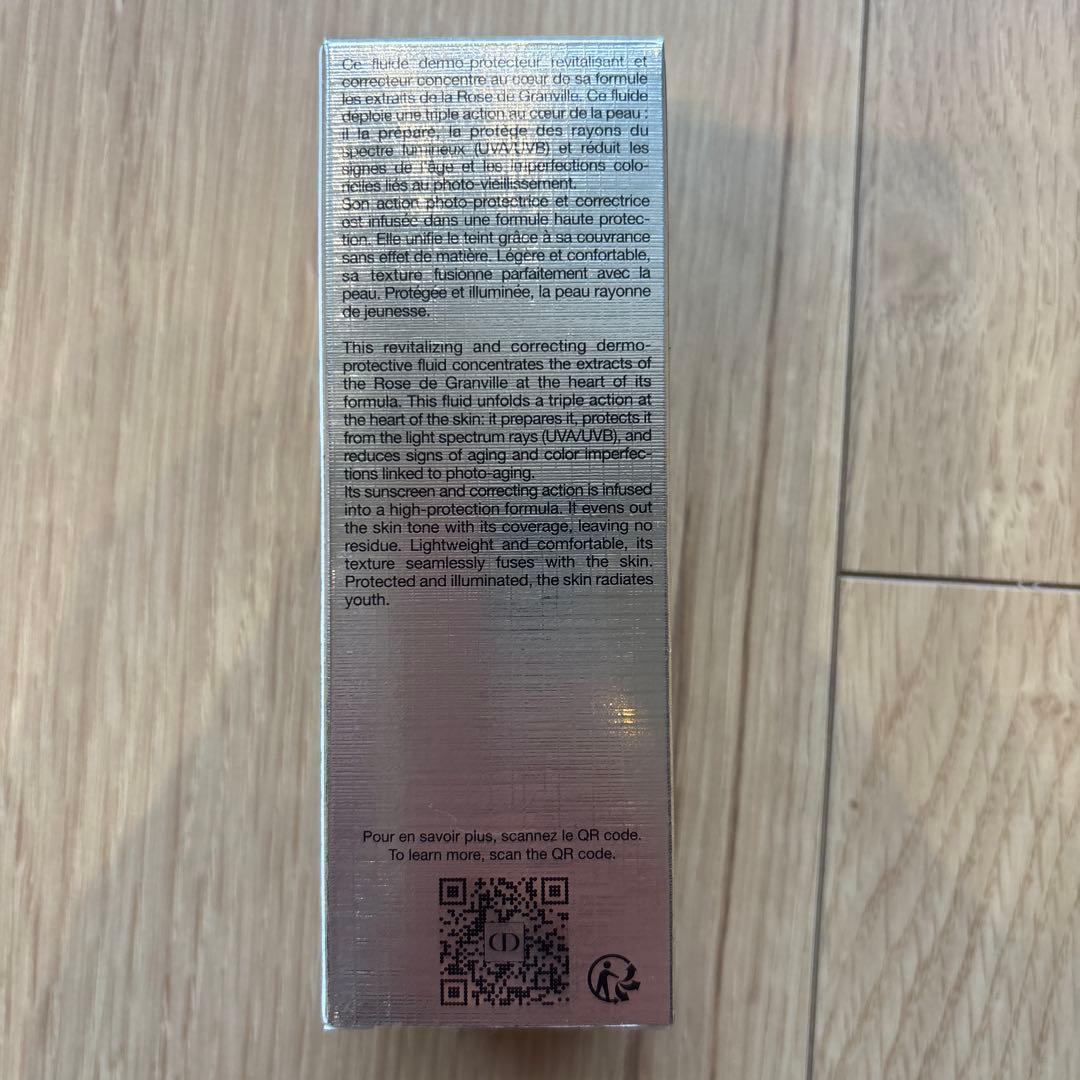 Ce fluide dermo-protecteur revitalisant et
correcteur concentre au cœur de sa formule
les extraits de la Rose de Granville. Ce fluide
déploie une triple action au cœur de la peau :
il la prépare, la protège des rayons du
spectre lumineux (UVA/UVB) et réduit les
signes de l'âge et les imperfections colo-
rielles liés au photo-vieillissement.
Son action photo-protectrice et correctrice
est infusée dans une formule haute protec-
tion. Elle unifie le teint grâce à sa couvrance
sans effet de matière. Légère et confortable,
sa texture fusionne parfaitement avec la
peau. Protégée et illuminée, la peau rayonne
de jeunesse.
This revitalizing and correcting dermo-
protective fluid concentrates the extracts of
the Rose de Granville at the heart of its
formula. This fluid unfolds a triple action at
the heart of the skin: it prepares it, protects it
from the light spectrum rays (UVA/UVB), and
reduces signs of aging and color imperfec-
tions linked to photo-aging.
Its sunscreen and correcting action is infused
into a high-protection formula. It evens out
the skin tone with its coverage, leaving no
residue. Lightweight and comfortable, its
texture seamlessly fuses with the skin.
Protected and illuminated, the skin radiates
youth.
Pour en savoir plus, scannez le QR code.
To learn more, scan the QR code.
CD